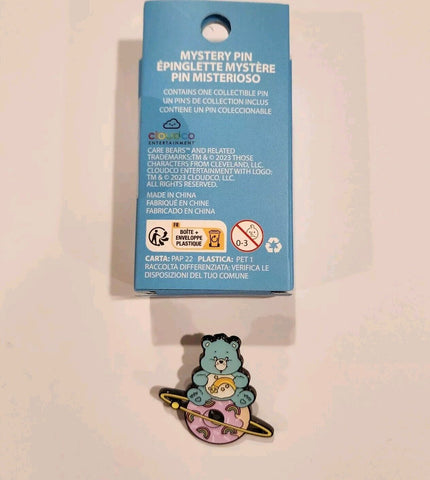 MYSTERY PIN
ÉPINGLETTE MYSTÈRE
PIN MISTERIOSO
CONTAINS ONE COLLECTIBLE PIN
UN PIN'S DE COLLECTION INCLUS
CONTIENE UN PIN COLECCIONABLE
cloudco
ENTERTAINMENT
CARE BEARS™ AND RELATED
TRADEMARKS:TM & © 2023 THOSE
CHARACTERS FROM CLEVELAND, LLC.
CLOUDCO ENTERTAINMENT WITH LOGO:
TM & © 2023 CLOUDCO, LLC.
ALL RIGHTS RESERVED.
MADE IN CHINA
FABRIQUÉ EN CHINE
FABRICADO EN CHINA
FR
BOÎTE +
ENVELOPPE
PLASTIQUE
0-3
CARTA: PAP 22 PLASTICA: PET 1
RACCOLTA DIFFERENZIATA; VERIFICA LE
DISPOSIZIONI DEL TUO COMUNE